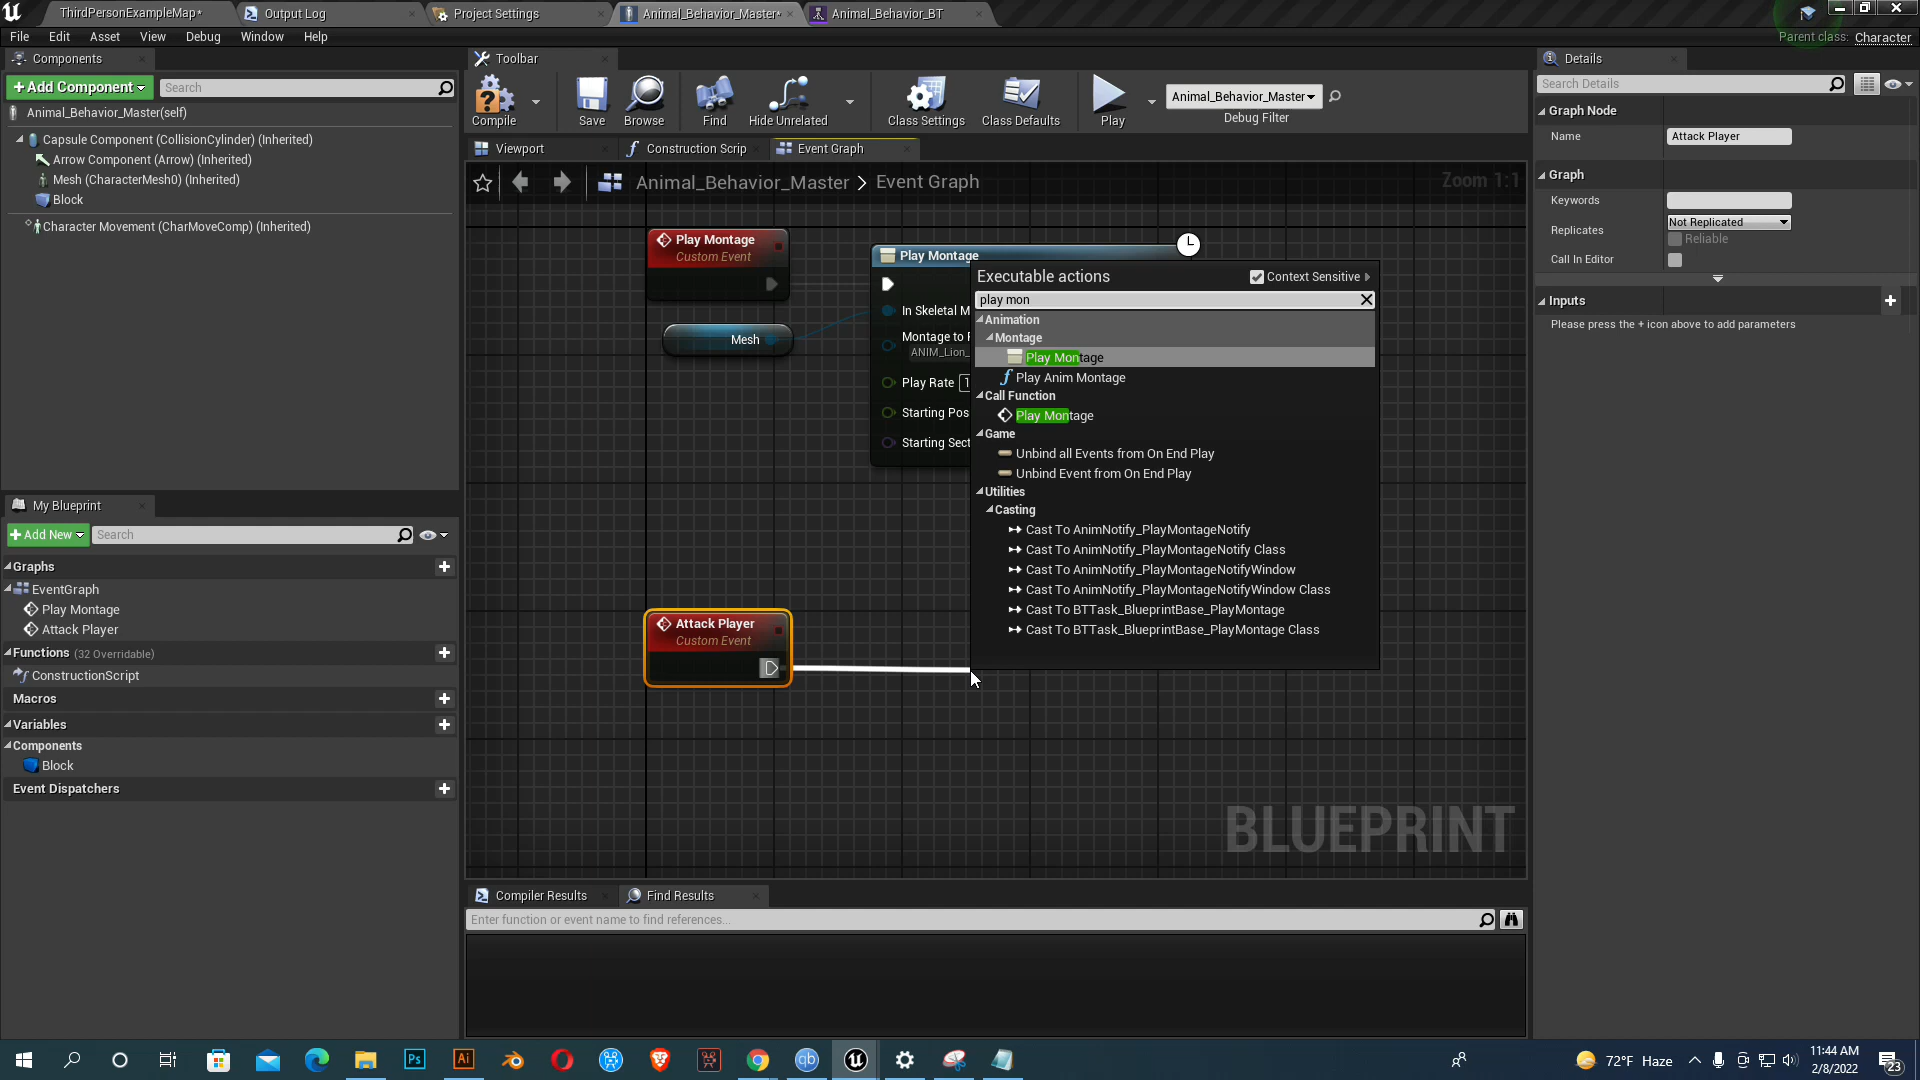 ThirdPersonExampleMap*
Output Log
Project Settings
Animal_Behavior_Master*
Animal_Behavior_BT
File Edit Asset View Debug Window Help
Parent class: Character
Components
+Add Component
Search
Animal_Behavior_Master(self)
Capsule Component (CollisionCylinder) (Inherited)
Arrow Component (Arrow) (Inherited)
Mesh (CharacterMesh0) (Inherited)
Block
Character Movement (CharMoveComp) (Inherited)
My Blueprint
+Add New
Search
Graphs
EventGraph
Play Montage
Attack Player
Functions (32 Overridable)
ConstructionScript
Macros
Variables
Components
Block
Event Dispatchers
Toolbar
Compile
Save
Browse
Find
Hide Unrelated
Class Settings
Class Defaults
Play
Animal_Behavior_Master
Debug Filter
Viewport
Construction Scrip
Event Graph
Animal_Behavior_Master > Event Graph
Zoom 1:1
Play Montage
Custom Event
Mesh
Play Montage
In Skeletal M
Montage to P
ANIM_Lion_
Play Rate 1
Starting Pos
Starting Sect
Attack Player
Custom Event
Executable actions
Context Sensitive
play mon
Animation
Montage
Play Montage
Play Anim Montage
Call Function
Play Montage
Game
Unbind all Events from On End Play
Unbind Event from On End Play
Utilities
Casting
Cast To AnimNotify_PlayMontageNotify
Cast To AnimNotify_PlayMontageNotify Class
Cast To AnimNotify_PlayMontageNotifyWindow
Cast To AnimNotify_PlayMontageNotifyWindow Class
Cast To BTTask_BlueprintBase_PlayMontage
Cast To BTTask_BlueprintBase_PlayMontage Class
BLUEPRINT
Compiler Results
Find Results
Enter function or event name to find references...
Details
Search Details
Graph Node
Name
Attack Player
Graph
Keywords
Replicates
Not Replicated
Reliable
Call In Editor
Inputs
Please press the + icon above to add parameters
Ps
Ai
qb
72°F Haze
11:44 AM
2/8/2022
23